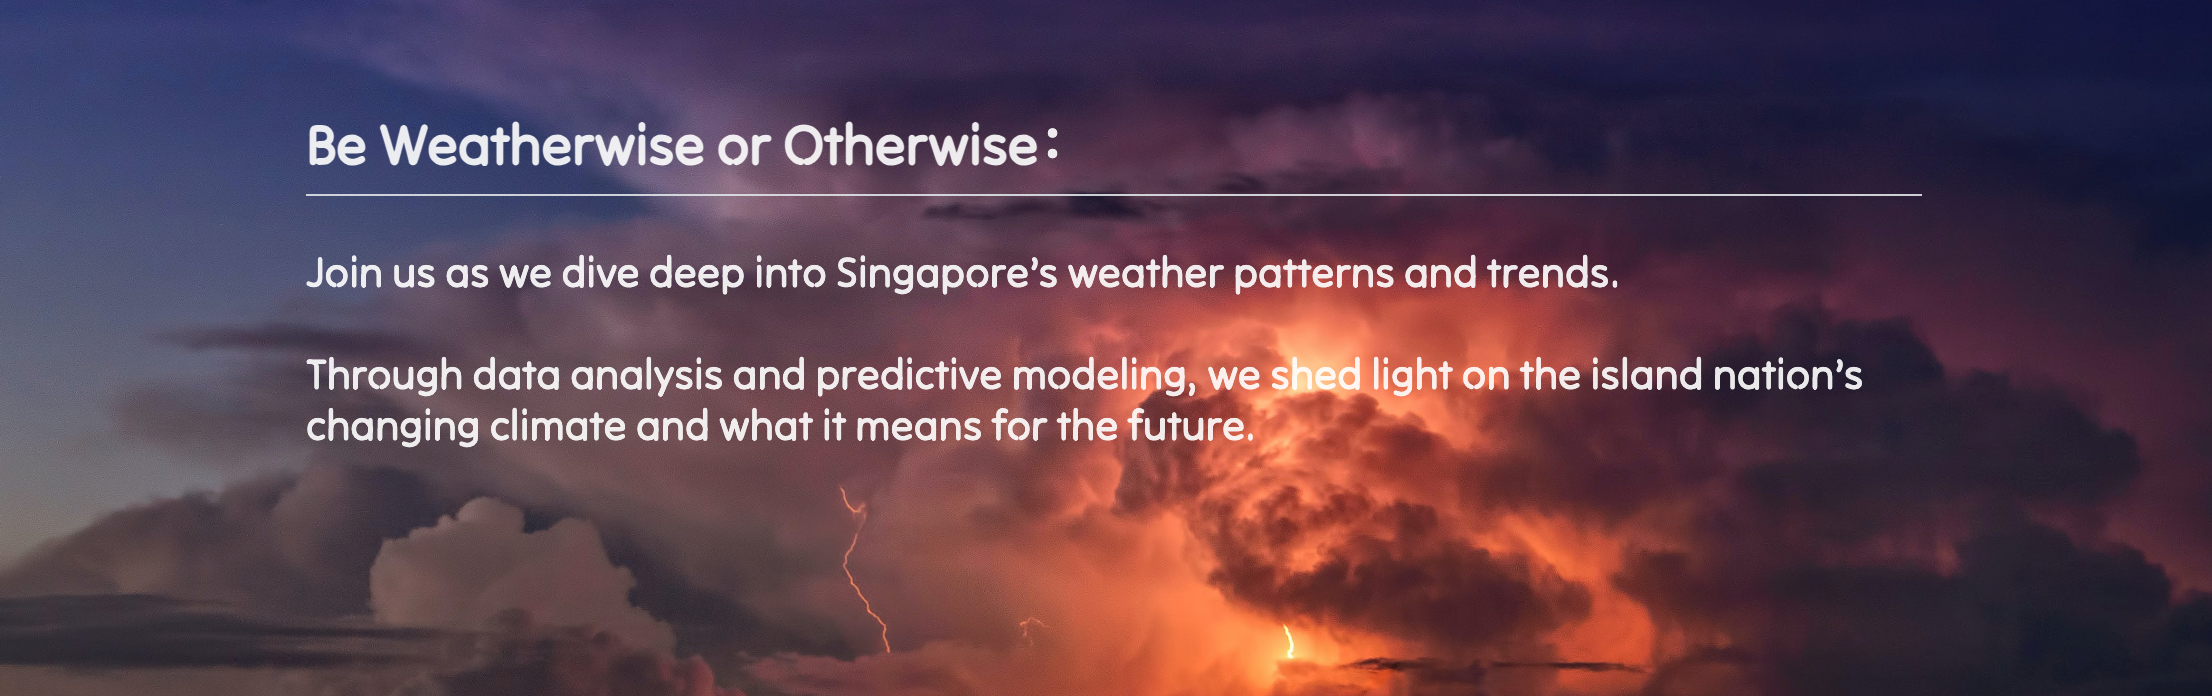 Be Weatherwise or Otherwise:
Join us as we dive deep into Singapore’s weather patterns and trends.
Through data analysis and predictive modeling, we shed light on the island nation’s
changing climate and what it means for the future.